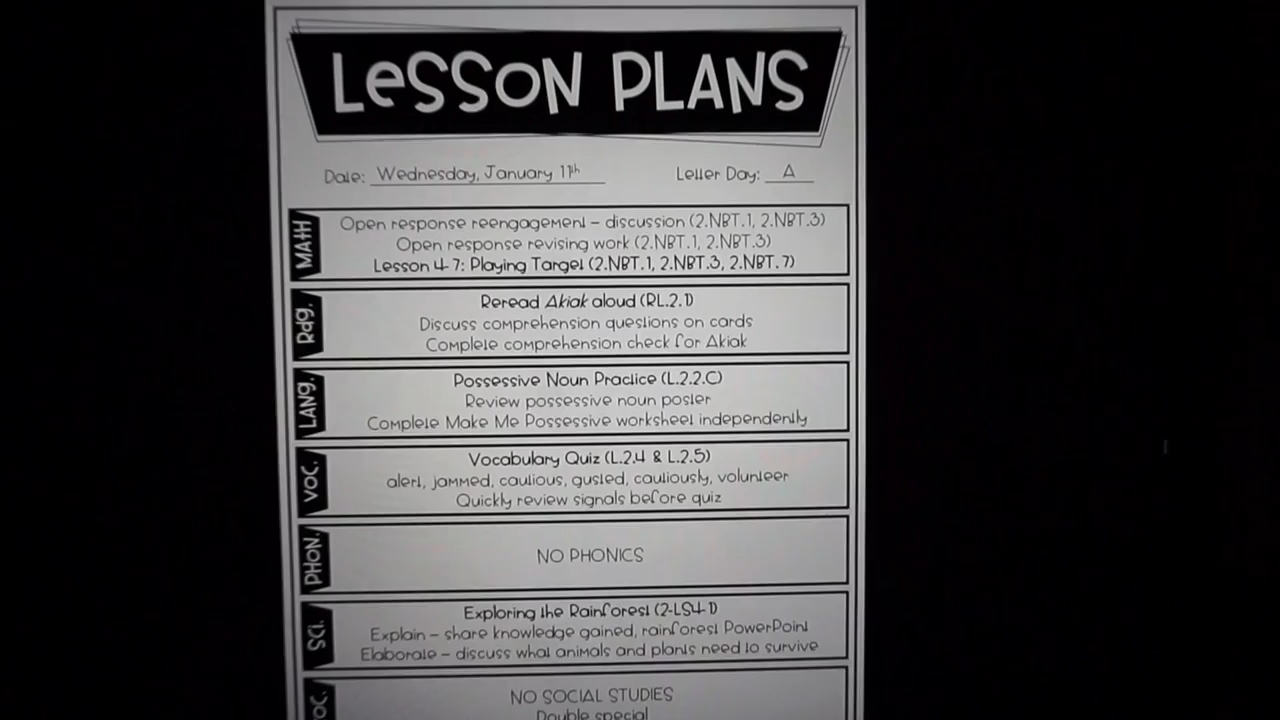 LeSSON PLANS
Date: Wednesday, January 11th Letter Day: A
MATH
Open response reengagement – discussion (2.NBT.1, 2.NBT.3)
Open response revising work (2.NBT.1, 2.NBT.3)
Lesson 4-7: Playing Target (2.NBT.1, 2.NBT.3, 2.NBT.7)
Rdg.
Reread Akiak aloud (RL.2.1)
Discuss comprehension questions on cards
Complete comprehension check for Akiak
LANg.
Possessive Noun Practice (L.2.2.C)
Review possessive noun poster
Complete Make Me Possessive worksheet independently
VOC.
Vocabulary Quiz (L.2.4 & L.2.5)
alert, jammed, cautious, gusted, cautiously, volunteer
Quickly review signals before quiz
PHON.
NO PHONICS
SCi.
Exploring the Rainforest (2-LS4-1)
Explain – share knowledge gained, rainforest PowerPoint
Elaborate – discuss what animals and plants need to survive
OC.
NO SOCIAL STUDIES
Double special